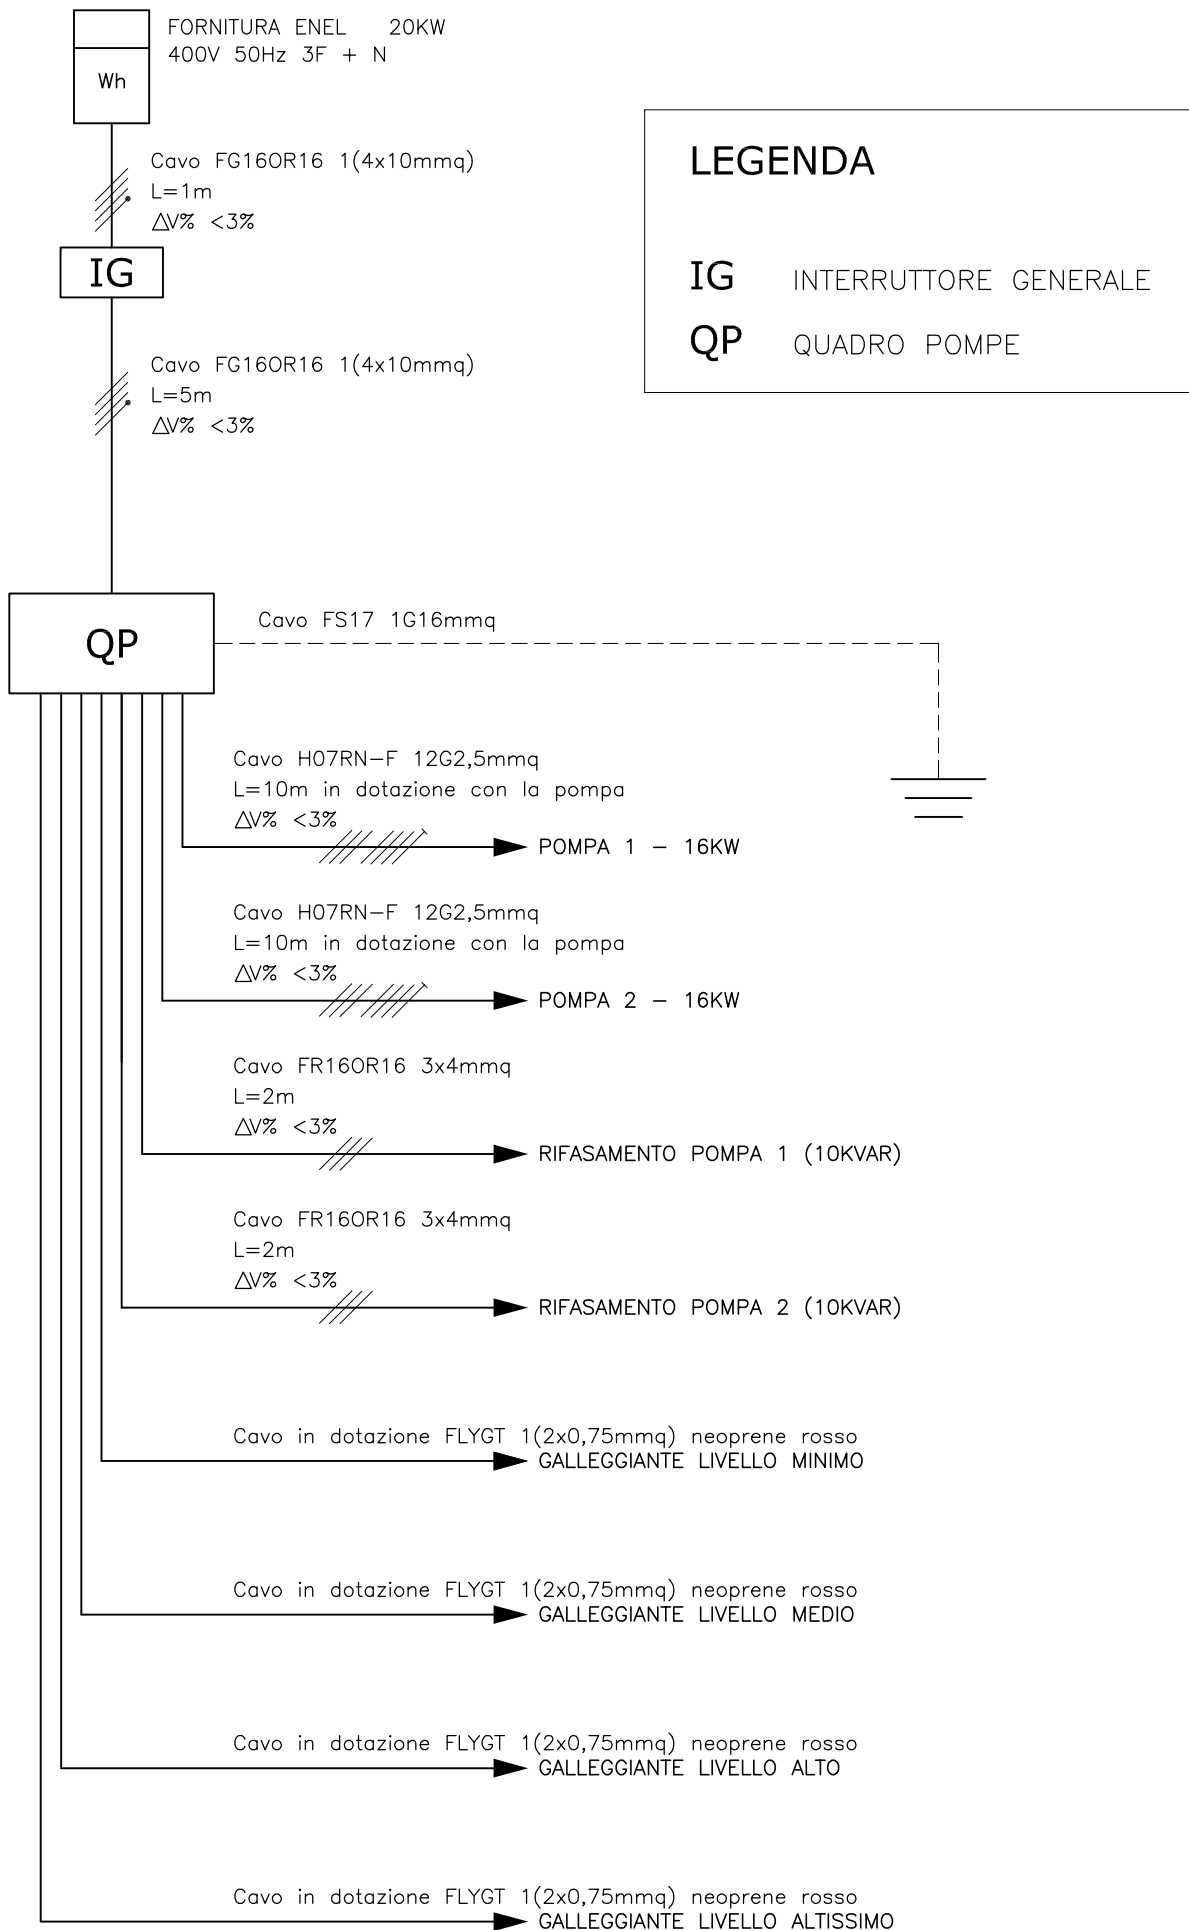 FORNITURA ENEL 20KW
400V 50Hz 3F + N
Wh
Cavo FG16OR16 1(4x10mmq)
L=1m
△V% <3%
IG
Cavo FG16OR16 1(4x10mmq)
L=5m
△V% <3%
LEGENDA
IG INTERRUTTORE GENERALE
QP QUADRO POMPE
QP
Cavo FS17 1G16mmq
Cavo H07RN-F 12G2,5mmq
L=10m in dotazione con la pompa
△V% <3%
POMPA 1 - 16KW
Cavo H07RN-F 12G2,5mmq
L=10m in dotazione con la pompa
△V% <3%
POMPA 2 - 16KW
Cavo FR16OR16 3x4mmq
L=2m
△V% <3%
RIFASAMENTO POMPA 1 (10KVAR)
Cavo FR16OR16 3x4mmq
L=2m
△V% <3%
RIFASAMENTO POMPA 2 (10KVAR)
Cavo in dotazione FLYGT 1(2x0,75mmq) neoprene rosso
GALLEGGIANTE LIVELLO MINIMO
Cavo in dotazione FLYGT 1(2x0,75mmq) neoprene rosso
GALLEGGIANTE LIVELLO MEDIO
Cavo in dotazione FLYGT 1(2x0,75mmq) neoprene rosso
GALLEGGIANTE LIVELLO ALTO
Cavo in dotazione FLYGT 1(2x0,75mmq) neoprene rosso
GALLEGGIANTE LIVELLO ALTISSIMO